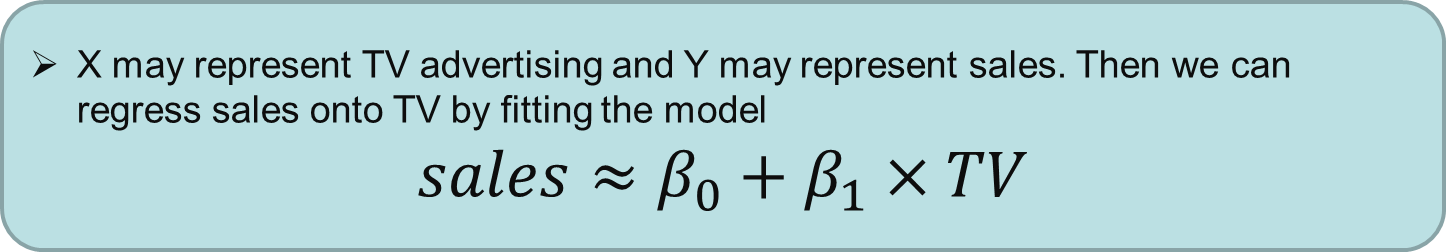 ➢ X may represent TV advertising and Y may represent sales. Then we can
regress sales onto TV by fitting the model
sales ≈ β₀ + β₁ × TV